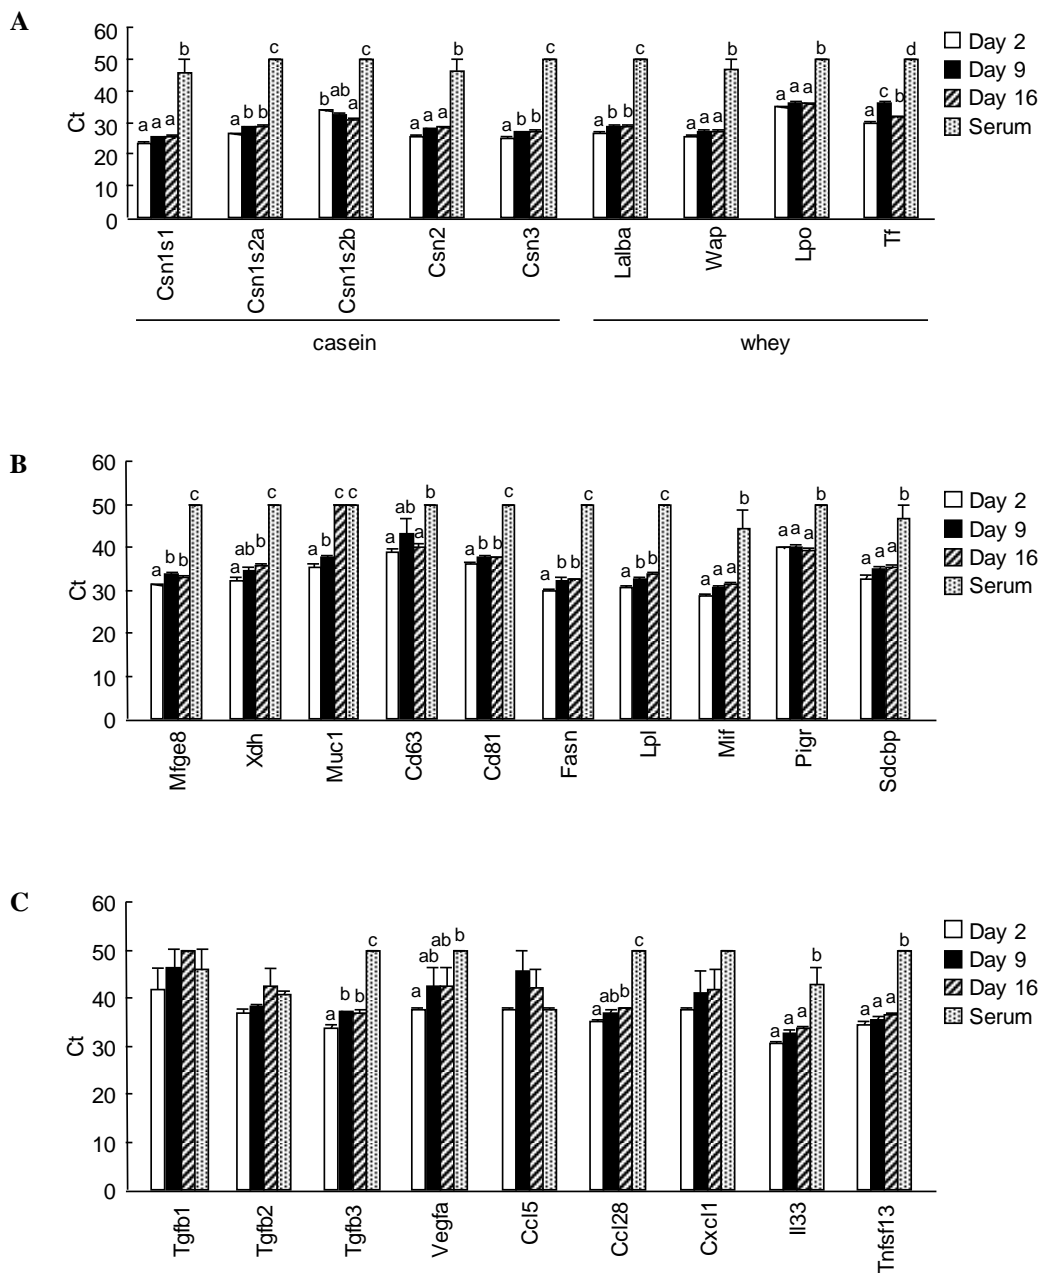 A
60
50
40
30
20
10
0
Ct
a a a b
a b b c
b ab a c
a a a b
a b b c
a b b c
a a a b
a a a b
a c b d
Day 2
Day 9
Day 16
Serum
Csn1s1
Csn1s2a
Csn1s2b
Csn2
Csn3
Lalba
Wap
Lpo
Tf
casein
whey
B
60
50
40
30
20
10
0
Ct
a b b c
a ab b c
a b c c
a ab a b
a b b c
a b b c
a b b c
a a a b
a a a b
a a a b
Day 2
Day 9
Day 16
Serum
Mfge8
Xdh
Muc1
Cd63
Cd81
Fasn
Lpl
Mif
Pigr
Sdcbp
C
60
50
40
30
20
10
0
Ct
a b b c
a ab ab b
a ab b c
a a a b
a a a b
Day 2
Day 9
Day 16
Serum
Tgfb1
Tgfb2
Tgfb3
Vegfa
Ccl5
Ccl28
Cxcl1
Il33
Tnfsf13